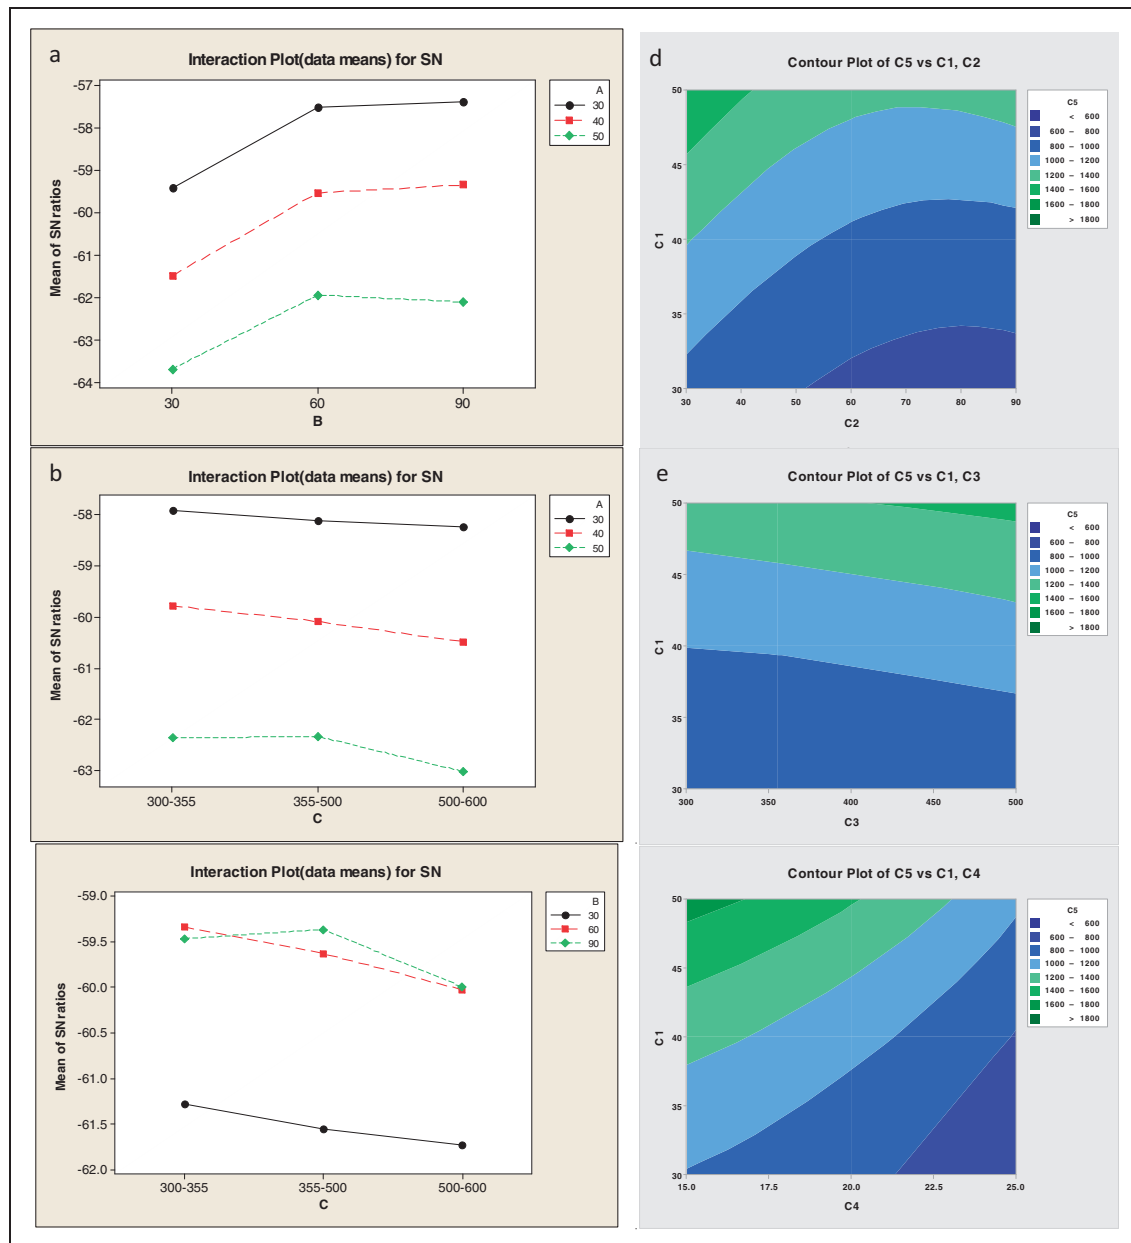 a
Interaction Plot(data means) for SN
-57
-58
-59
-60
-61
-62
-63
-64
Mean of SN ratios
30
60
90
B
A
30
40
50
d
Contour Plot of C5 vs C1, C2
50
45
40
35
30
C1
30
40
50
60
70
80
90
C2
C5
< 600
600 – 800
800 – 1000
1000 – 1200
1200 – 1400
1400 – 1600
1600 – 1800
> 1800
b
Interaction Plot(data means) for SN
-58
-59
-60
-61
-62
-63
Mean of SN ratios
300-355
355-500
500-600
C
A
30
40
50
e
Contour Plot of C5 vs C1, C3
50
45
40
35
30
C1
300
350
400
450
500
C3
C5
< 600
600 – 800
800 – 1000
1000 – 1200
1200 – 1400
1400 – 1600
1600 – 1800
> 1800
Interaction Plot(data means) for SN
-59.0
-59.5
-60.0
-60.5
-61.0
-61.5
-62.0
Mean of SN ratios
300-355
355-500
500-600
C
B
30
60
90
Contour Plot of C5 vs C1, C4
50
45
40
35
30
C1
15.0
17.5
20.0
22.5
25.0
C4
C5
< 600
600 – 800
800 – 1000
1000 – 1200
1200 – 1400
1400 – 1600
1600 – 1800
> 1800